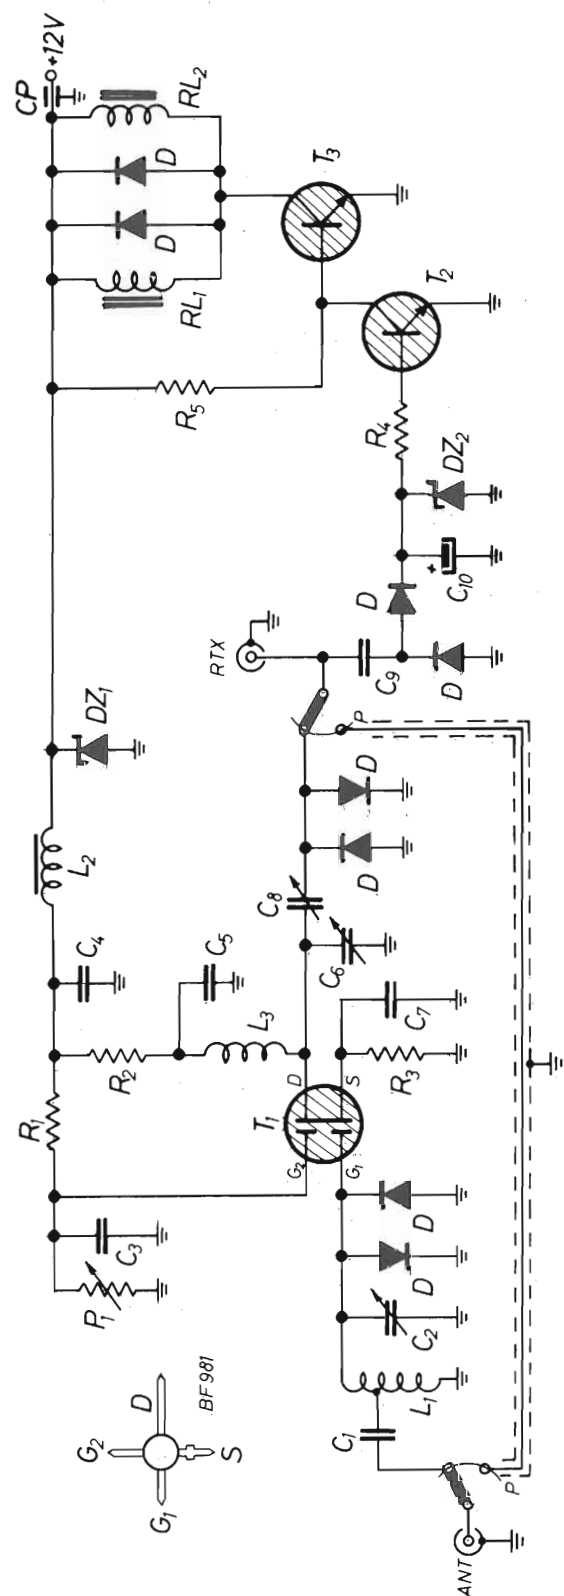 CP
+12V
RL2
D
D
RL1
T3
T2
R5
R4
DZ2
D
C10
RTX
C9
D
DZ1
P
D
D
L2
C8
C6
C4
C5
L3
R2
R1
D
S
C7
R3
T1
G2
G1
D
D
C3
P1
C2
L1
C1
P
ANT
BF981
D
G2
S
G1